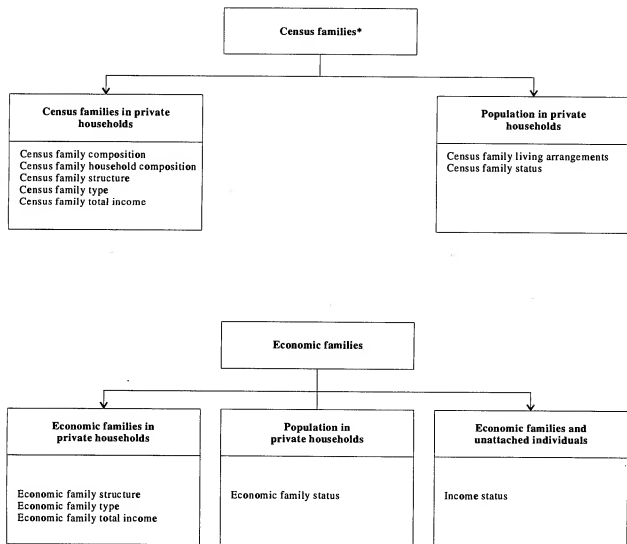 Census families*
Census families in private
households
Census family composition
Census family household composition
Census family structure
Census family type
Census family total income
Population in private
households
Census family living arrangements
Census family status
Economic families
Economic families in
private households
Economic family structure
Economic family type
Economic family total income
Population in
private households
Economic family status
Economic families and
unattached individuals
Income status